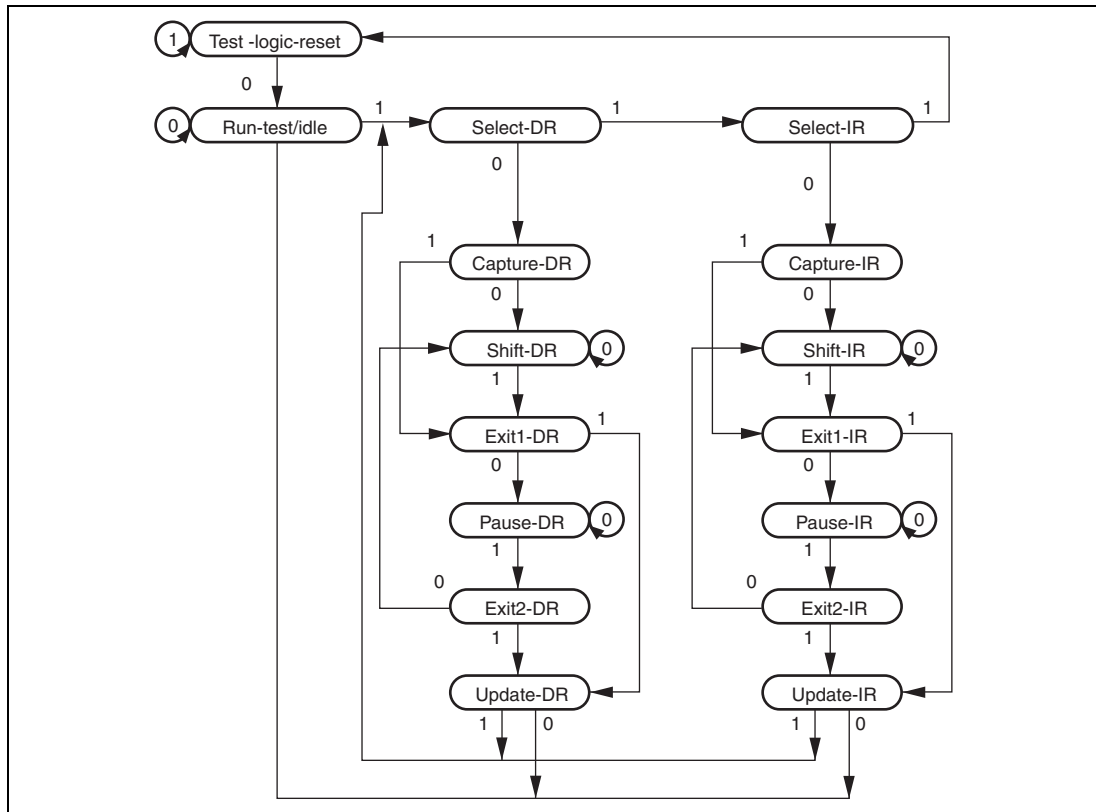 1 Test -logic-reset
0
0 Run-test/idle 1 Select-DR 1 Select-IR 1
0 0
1 1
Capture-DR Capture-IR
0 0
Shift-DR 0 Shift-IR 0
1 1
Exit1-DR 1 Exit1-IR 1
0 0
Pause-DR 0 Pause-IR 0
1 1
0 0
Exit2-DR Exit2-IR
1 1
Update-DR Update-IR
1 0 1 0